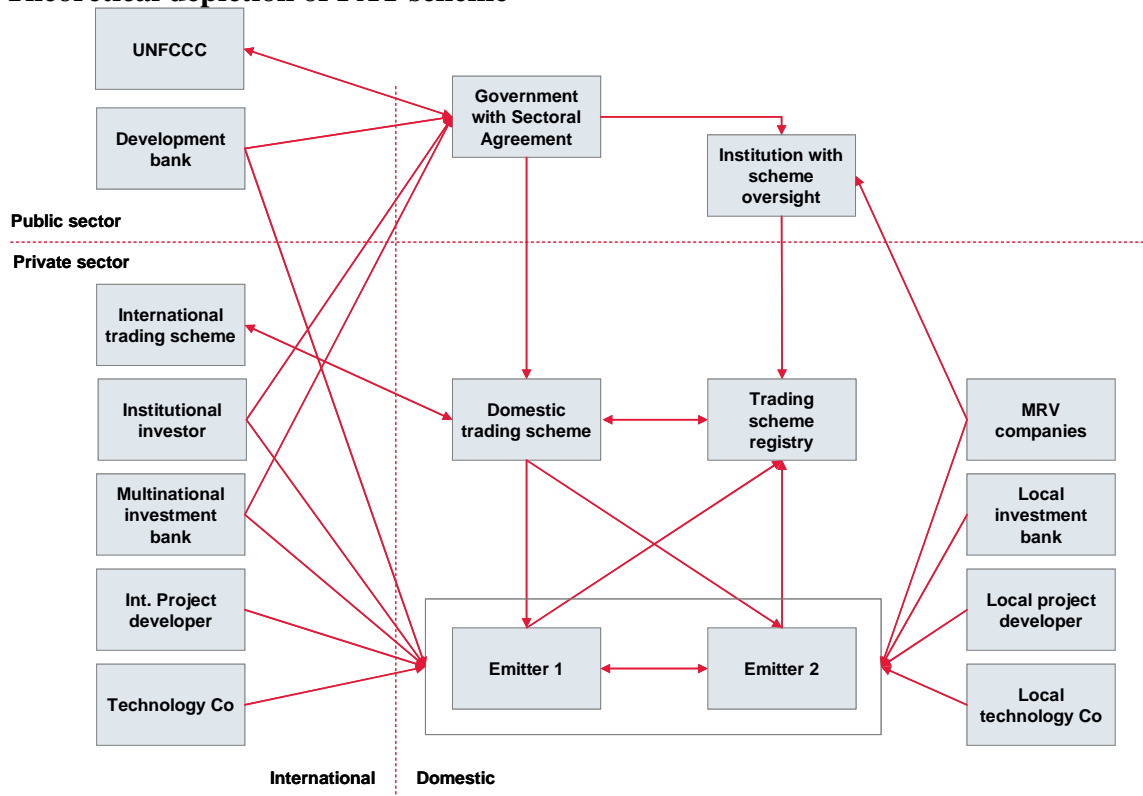 UNFCCC
Government
with Sectoral
Agreement
Development
bank
Institution with
scheme
oversight
Public sector
Private sector
International
trading scheme
Institutional
investor
Domestic
trading scheme
Trading
scheme
registry
MRV
companies
Multinational
investment
bank
Local
investment
bank
Int. Project
developer
Local project
developer
Emitter 1
Emitter 2
Technology Co
Local
technology Co
International
Domestic